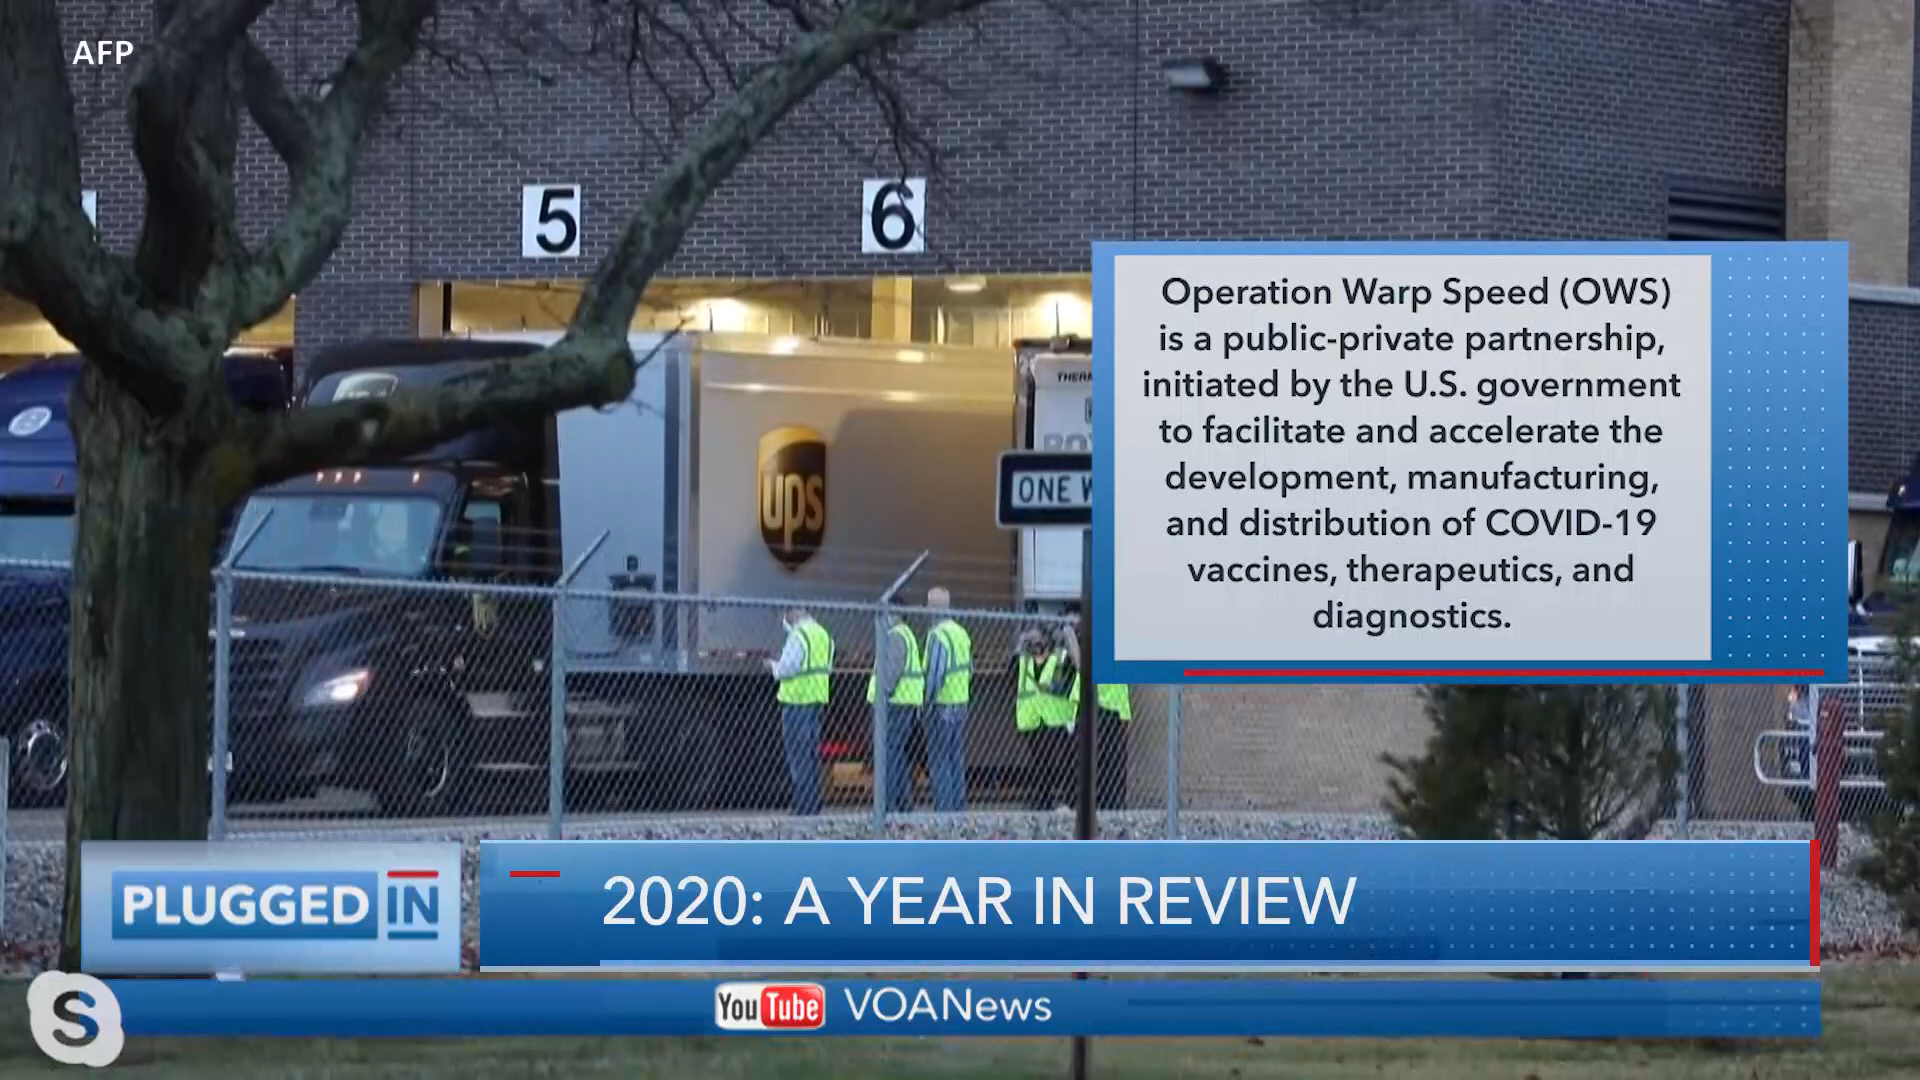 AFP
5
6
Operation Warp Speed (OWS)
is a public-private partnership,
initiated by the U.S. government
to facilitate and accelerate the
development, manufacturing,
and distribution of COVID-19
vaccines, therapeutics, and
diagnostics.
ups
ONE
PLUGGED IN
2020: A YEAR IN REVIEW
S
YouTube VOANews